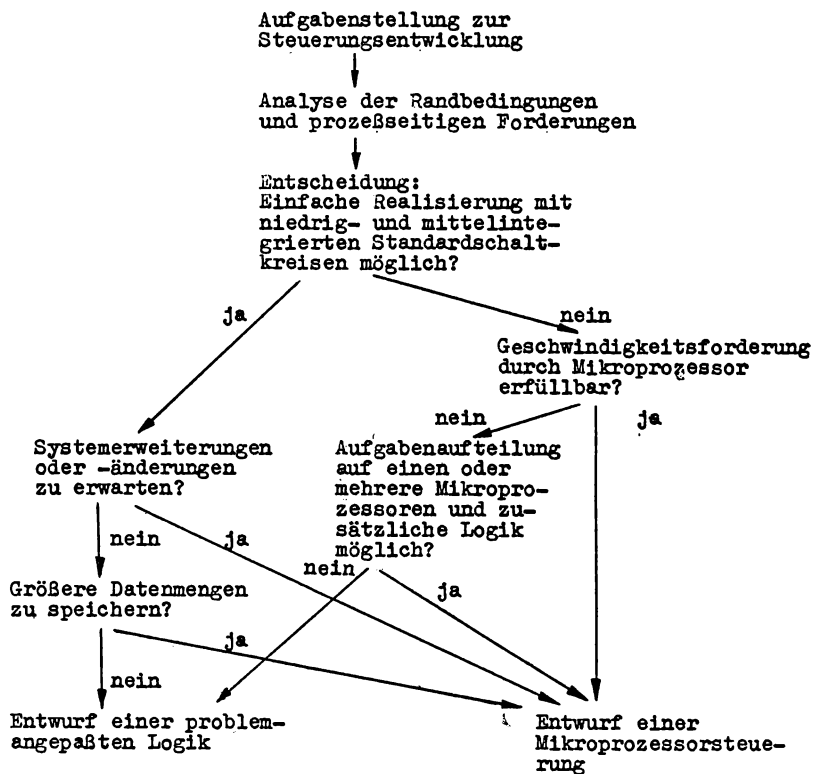 Aufgabenstellung zur
Steuerungsentwicklung
Analyse der Randbedingungen
und prozeßseitigen Forderungen
Entscheidung:
Einfache Realisierung mit
niedrig- und mittelinte-
grierten Standardschalt-
kreisen möglich?
ja
nein
Geschwindigkeitsforderung
durch Mikroprozessor
erfüllbar?
nein
ja
Systemerweiterungen
oder -änderungen
zu erwarten?
Aufgabenaufteilung
auf einen oder
mehrere Mikropro-
zessoren und zu-
sätzliche Logik
möglich?
nein
ja
nein
ja
Größere Datenmengen
zu speichern?
ja
nein
Entwurf einer problem-
angepaßten Logik
Entwurf einer
Mikroprozessorsteue-
rung